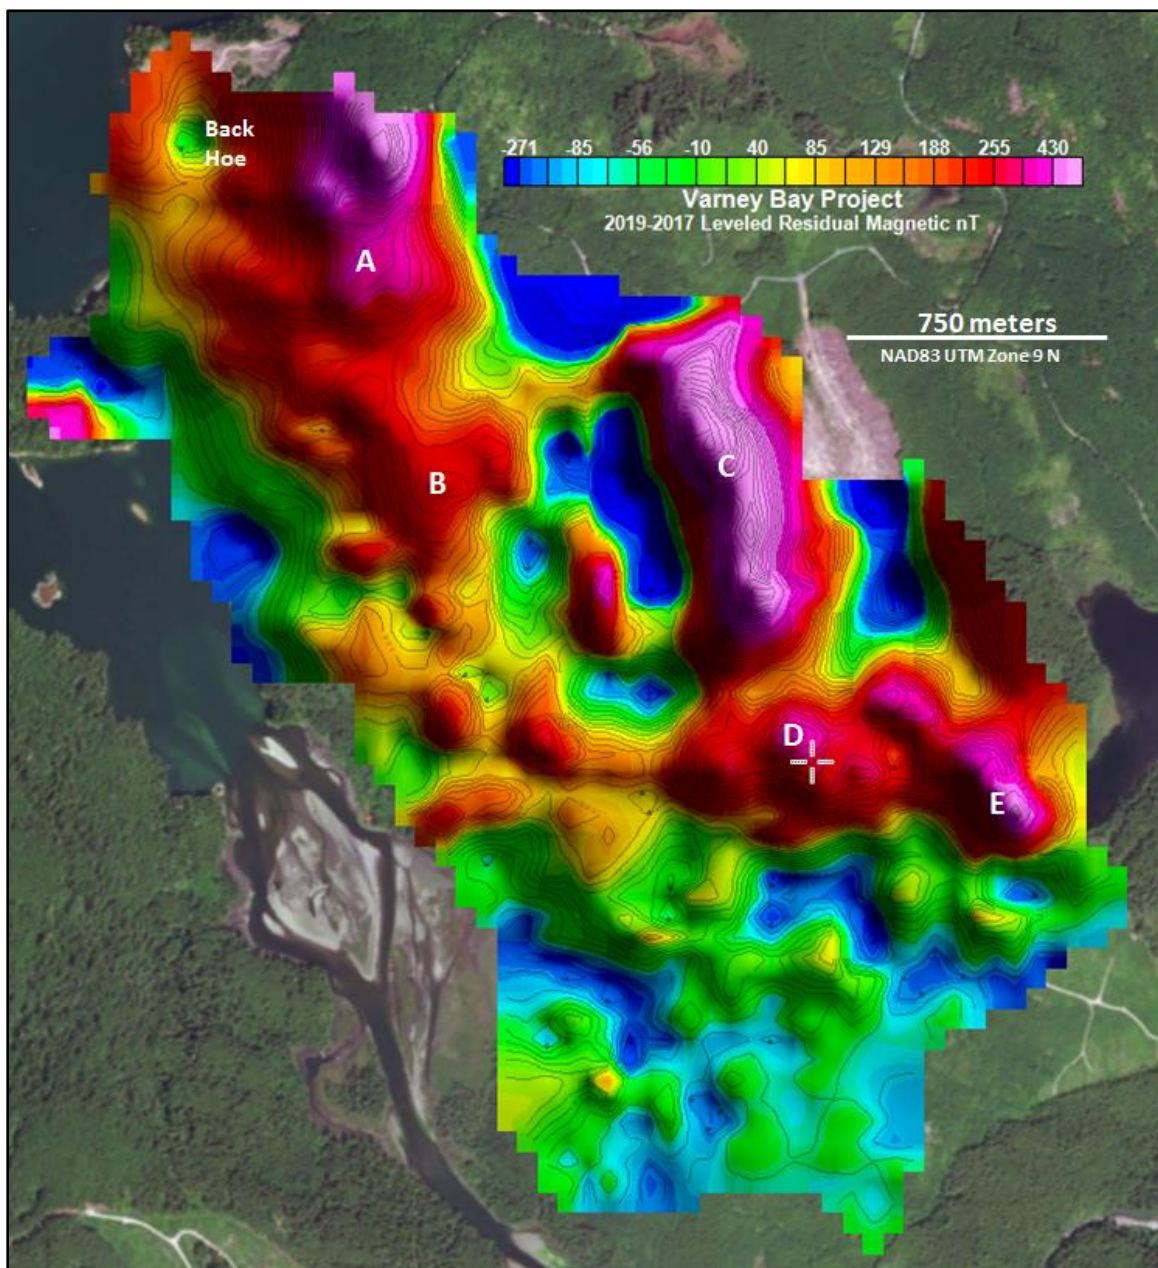 Back
Hoe
-271 -85 -56 -10 40 85 129 188 255 430
Varney Bay Project
2019-2017 Leveled Residual Magnetic nT
A
750 meters
NAD83 UTM Zone 9 N
B
C
D
E